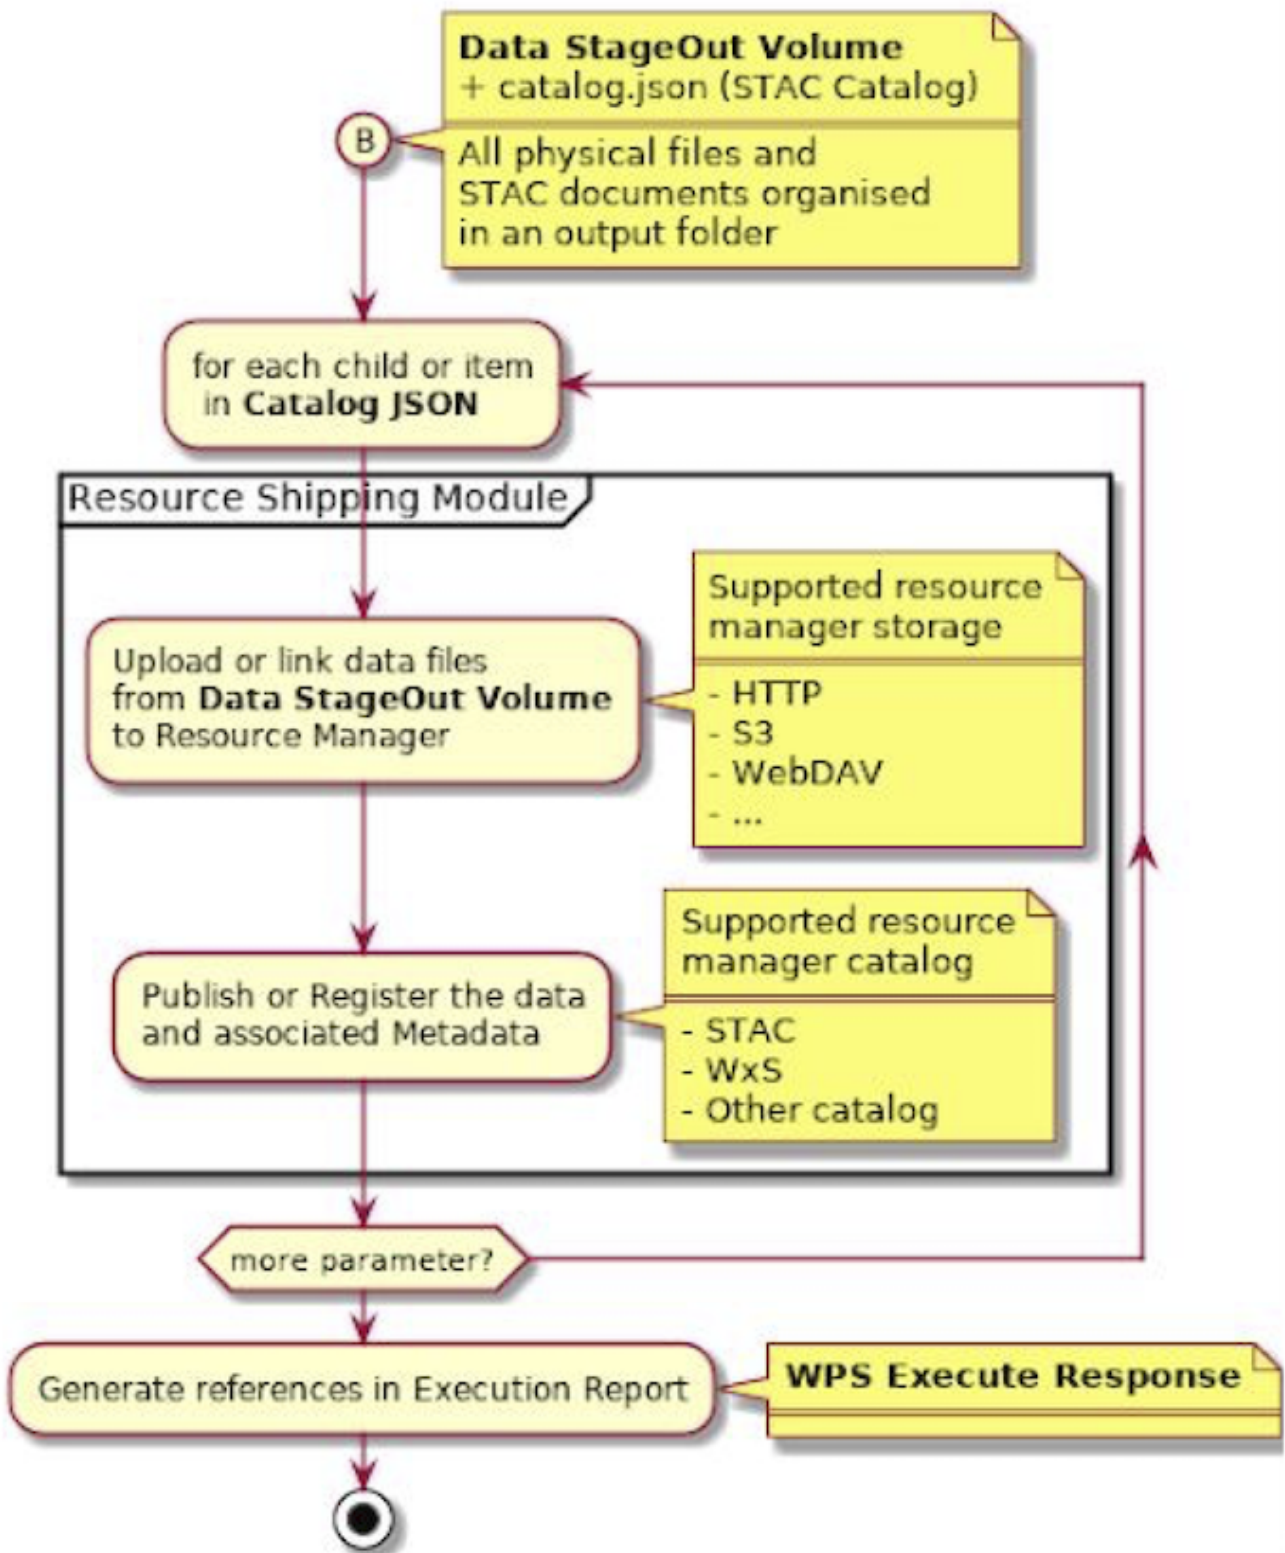 Data StageOut Volume
+ catalog.json (STAC Catalog)
B
All physical files and
STAC documents organised
in an output folder
for each child or item
in Catalog JSON
Resource Shipping Module
Supported resource
manager storage
- HTTP
- S3
- WebDAV
- ...
Upload or link data files
from Data StageOut Volume
to Resource Manager
Supported resource
manager catalog
- STAC
- WxS
- Other catalog
Publish or Register the data
and associated Metadata
more parameter?
Generate references in Execution Report
WPS Execute Response